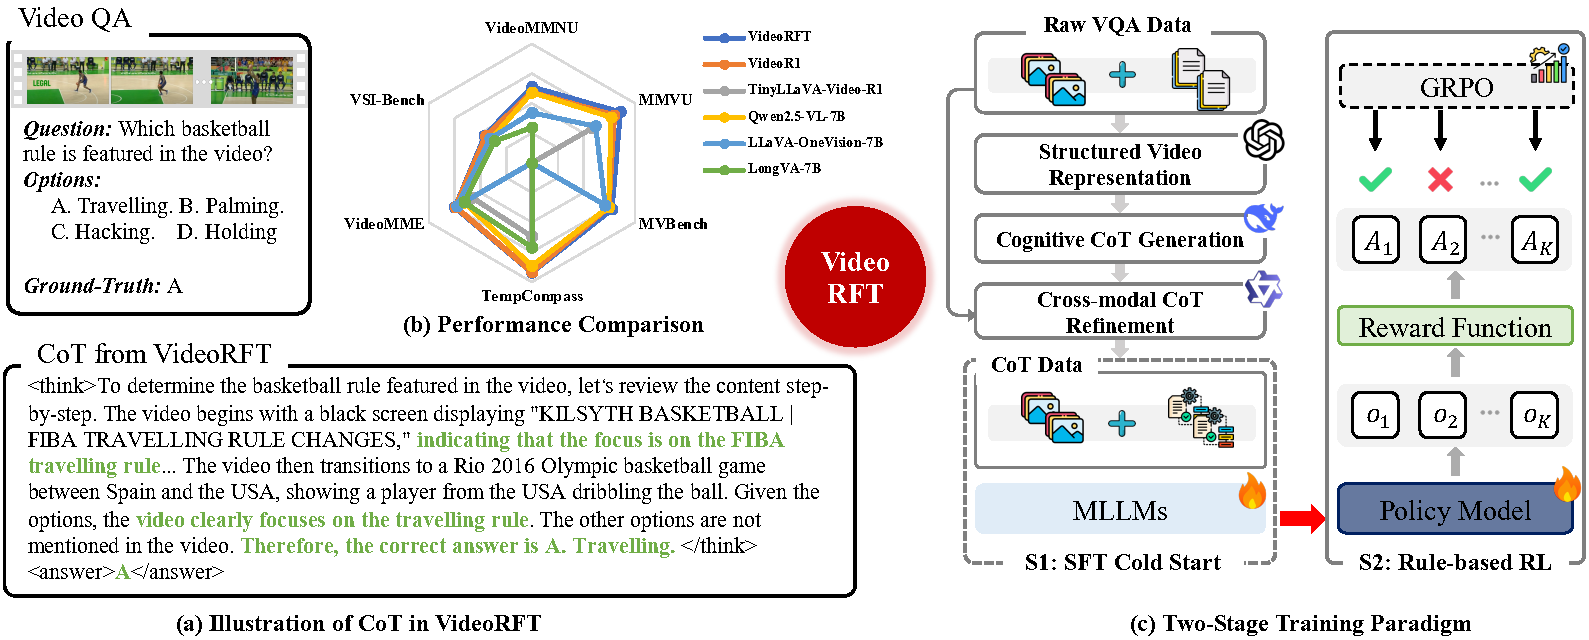 Video QA
LEGAL
Question: Which basketball
rule is featured in the video?
Options:
A. Travelling. B. Palming.
C. Hacking. D. Holding
Ground-Truth: A
VideoMMNU
VSI-Bench
MMVU
VideoMME
MVBench
TempCompass
VideoRFT
VideoR1
TinyLLaVA-Video-R1
Qwen2.5-VL-7B
LLaVA-OneVision-7B
LongVA-7B
(b) Performance Comparison
Video
RFT
CoT from VideoRFT
<think>To determine the basketball rule featured in the video, let's review the content step-
by-step. The video begins with a black screen displaying "KILSYTH BASKETBALL |
FIBA TRAVELLING RULE CHANGES," indicating that the focus is on the FIBA
travelling rule... The video then transitions to a Rio 2016 Olympic basketball game
between Spain and the USA, showing a player from the USA dribbling the ball. Given the
options, the video clearly focuses on the travelling rule. The other options are not
mentioned in the video. Therefore, the correct answer is A. Travelling. </think>
<answer>A</answer>
(a) Illustration of CoT in VideoRFT
Raw VQA Data
Structured Video
Representation
Cognitive CoT Generation
Cross-modal CoT
Refinement
CoT Data
MLLMs
S1: SFT Cold Start
GRPO
...
A1 A2 ... AK
Reward Function
o1 o2 ... oK
Policy Model
S2: Rule-based RL
(c) Two-Stage Training Paradigm